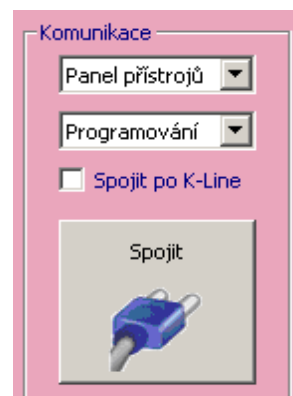 Komunikace
Panel přístrojů
Programování
Spojit po K-Line
Spojit